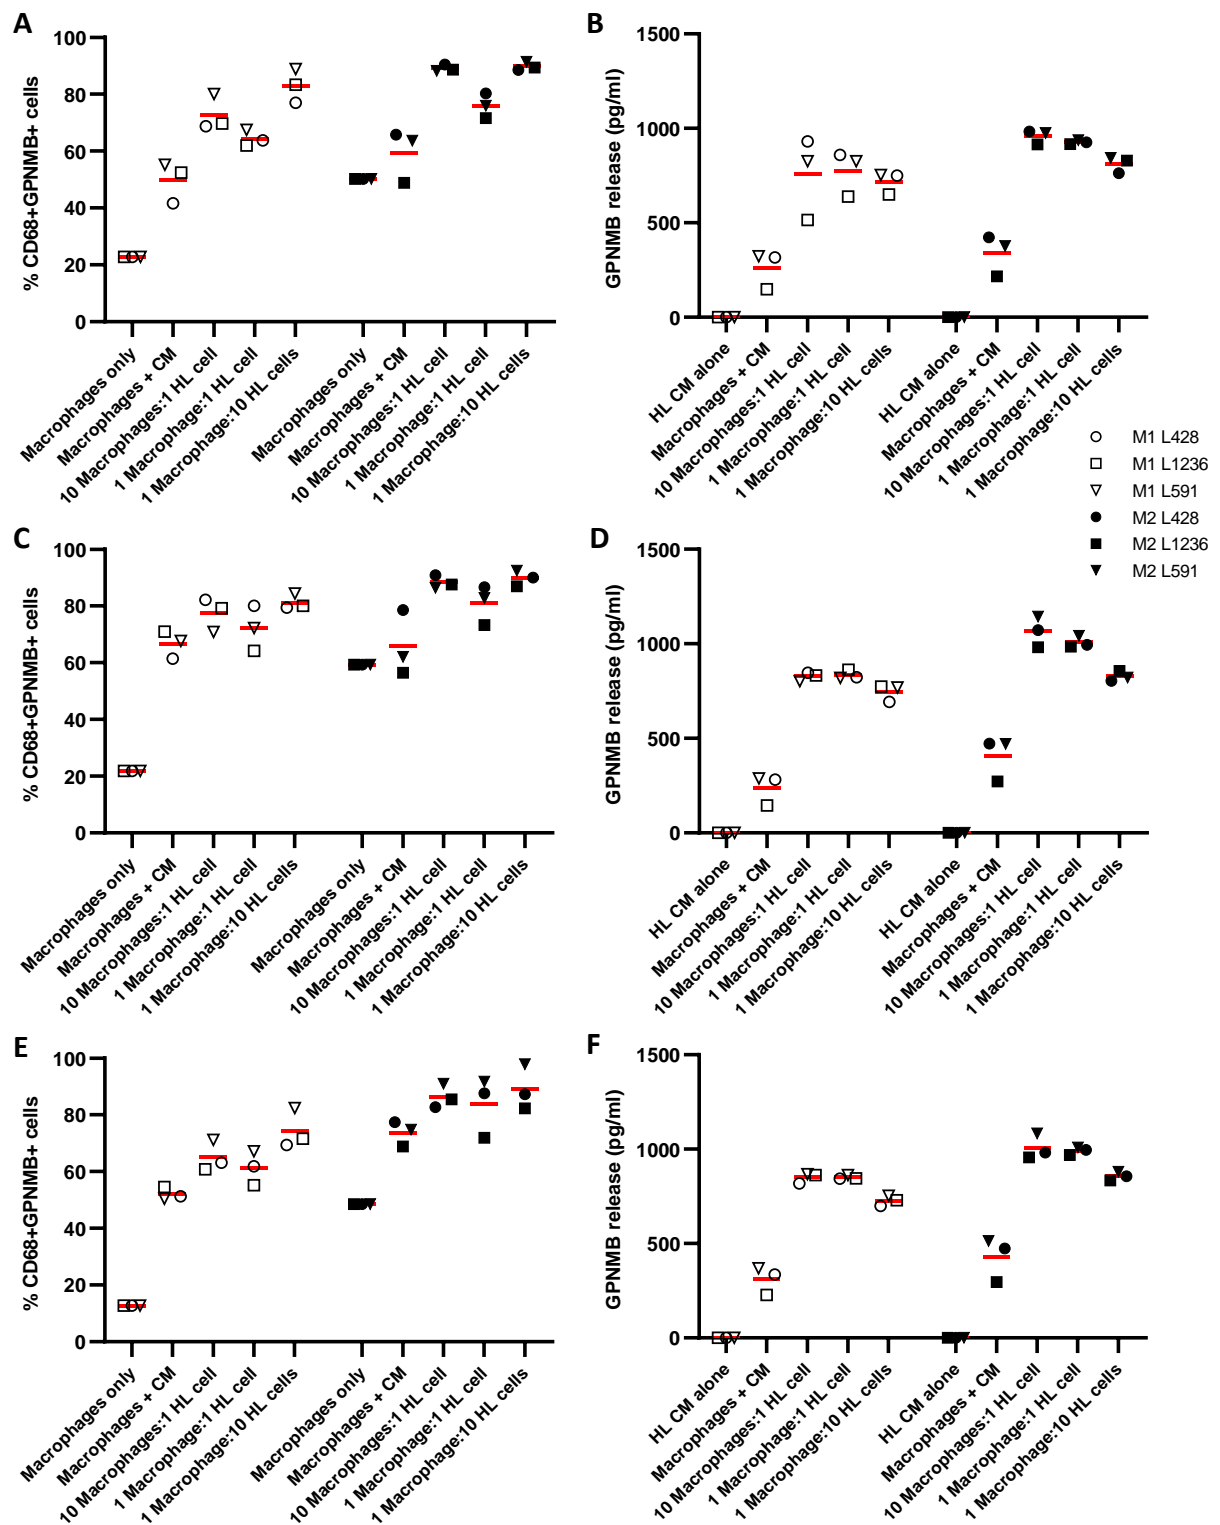 A
% CD68+GPNMB+ cells
100
80
60
40
20
0
Macrophages only
Macrophages + CM
10 Macrophages:1 HL cell
1 Macrophage:1 HL cell
1 Macrophage:10 HL cells
Macrophages only
Macrophages + CM
10 Macrophages:1 HL cell
1 Macrophage:1 HL cell
1 Macrophage:10 HL cells
B
GPNMB release (pg/ml)
1500
1000
500
0
HL CM alone
Macrophages + CM
10 Macrophages:1 HL cell
1 Macrophage:1 HL cell
1 Macrophage:10 HL cells
HL CM alone
Macrophages + CM
10 Macrophages:1 HL cell
1 Macrophage:1 HL cell
1 Macrophage:10 HL cells
M1 L428
M1 L1236
M1 L591
M2 L428
M2 L1236
M2 L591
C
% CD68+GPNMB+ cells
100
80
60
40
20
0
Macrophages only
Macrophages + CM
10 Macrophages:1 HL cell
1 Macrophage:1 HL cell
1 Macrophage:10 HL cells
Macrophages only
Macrophages + CM
10 Macrophages:1 HL cell
1 Macrophage:1 HL cell
1 Macrophage:10 HL cells
D
GPNMB release (pg/ml)
1500
1000
500
0
HL CM alone
Macrophages + CM
10 Macrophages:1 HL cell
1 Macrophage:1 HL cell
1 Macrophage:10 HL cells
HL CM alone
Macrophages + CM
10 Macrophages:1 HL cell
1 Macrophage:1 HL cell
1 Macrophage:10 HL cells
E
% CD68+GPNMB+ cells
100
80
60
40
20
0
Macrophages only
Macrophages + CM
10 Macrophages:1 HL cell
1 Macrophage:1 HL cell
1 Macrophage:10 HL cells
Macrophages only
Macrophages + CM
10 Macrophages:1 HL cell
1 Macrophage:1 HL cell
1 Macrophage:10 HL cells
F
GPNMB release (pg/ml)
1500
1000
500
0
HL CM alone
Macrophages + CM
10 Macrophages:1 HL cell
1 Macrophage:1 HL cell
1 Macrophage:10 HL cells
HL CM alone
Macrophages + CM
10 Macrophages:1 HL cell
1 Macrophage:1 HL cell
1 Macrophage:10 HL cells